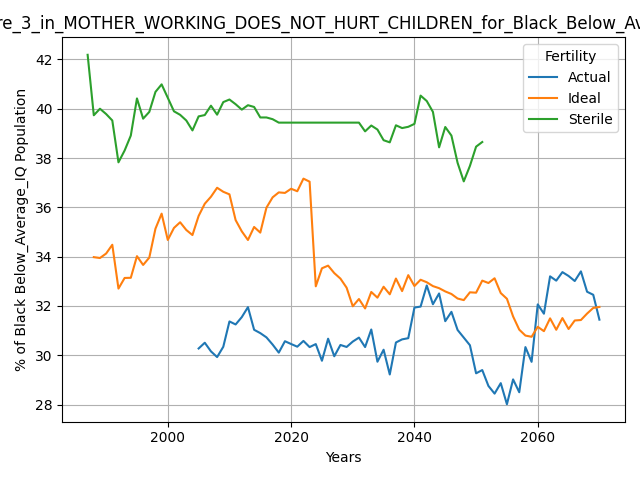 re_3_in_MOTHER_WORKING_DOES_NOT_HURT_CHILDREN_for_Black_Below_Av
Fertility
Actual
Ideal
Sterile
% of Black Below_Average_IQ Population
42
40
38
36
34
32
30
28
2000
2020
2040
2060
Years